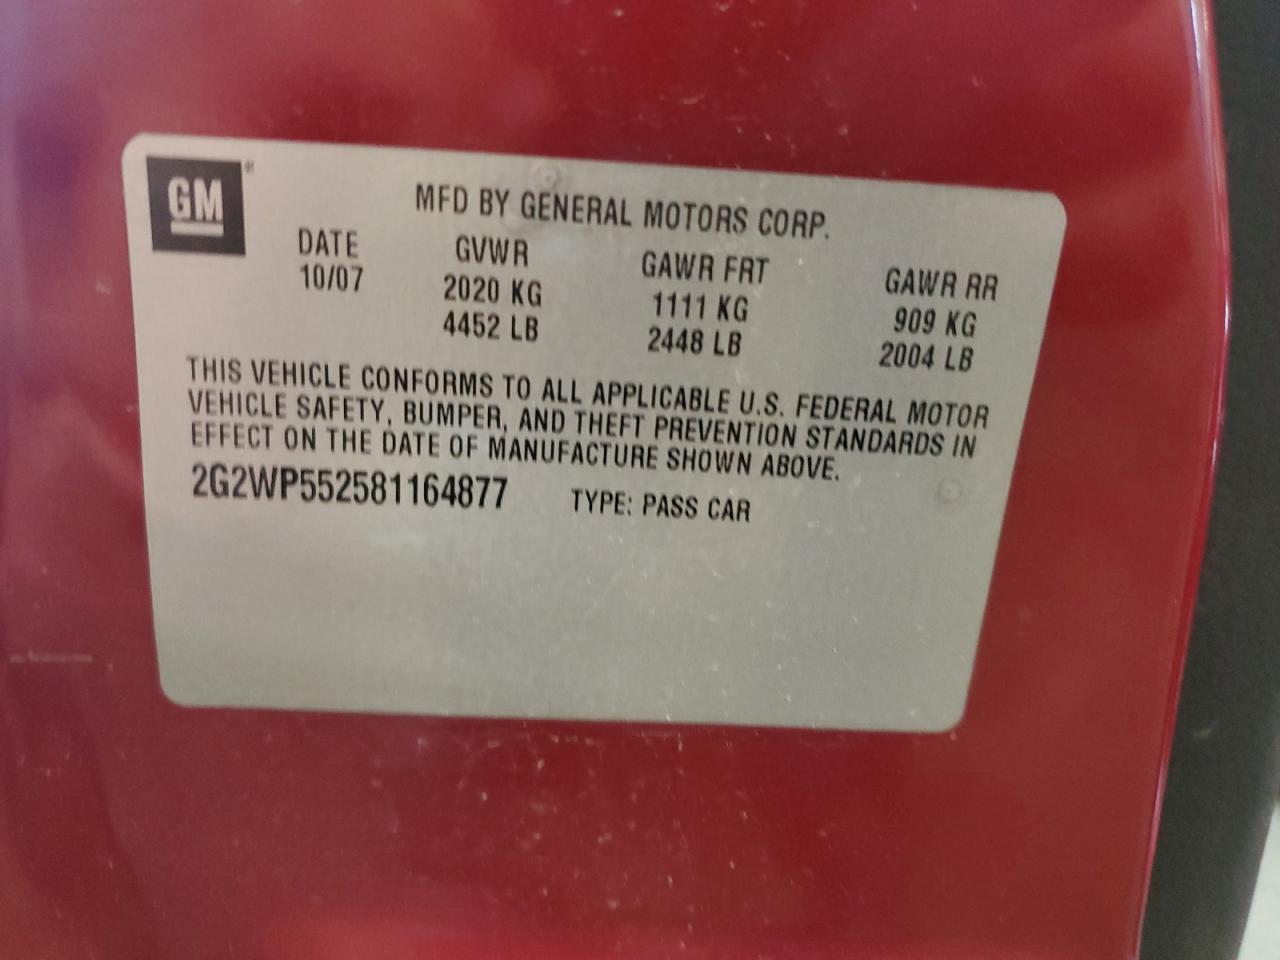 GM
MFD BY GENERAL MOTORS CORP.
DATE GVWR GAWR FRT GAWR RR
10/07 2020 KG 1111 KG 909 KG
4452 LB 2448 LB 2004 LB
THIS VEHICLE CONFORMS TO ALL APPLICABLE U.S. FEDERAL MOTOR
VEHICLE SAFETY, BUMPER, AND THEFT PREVENTION STANDARDS IN
EFFECT ON THE DATE OF MANUFACTURE SHOWN ABOVE.
2G2WP552581164877 TYPE: PASS CAR